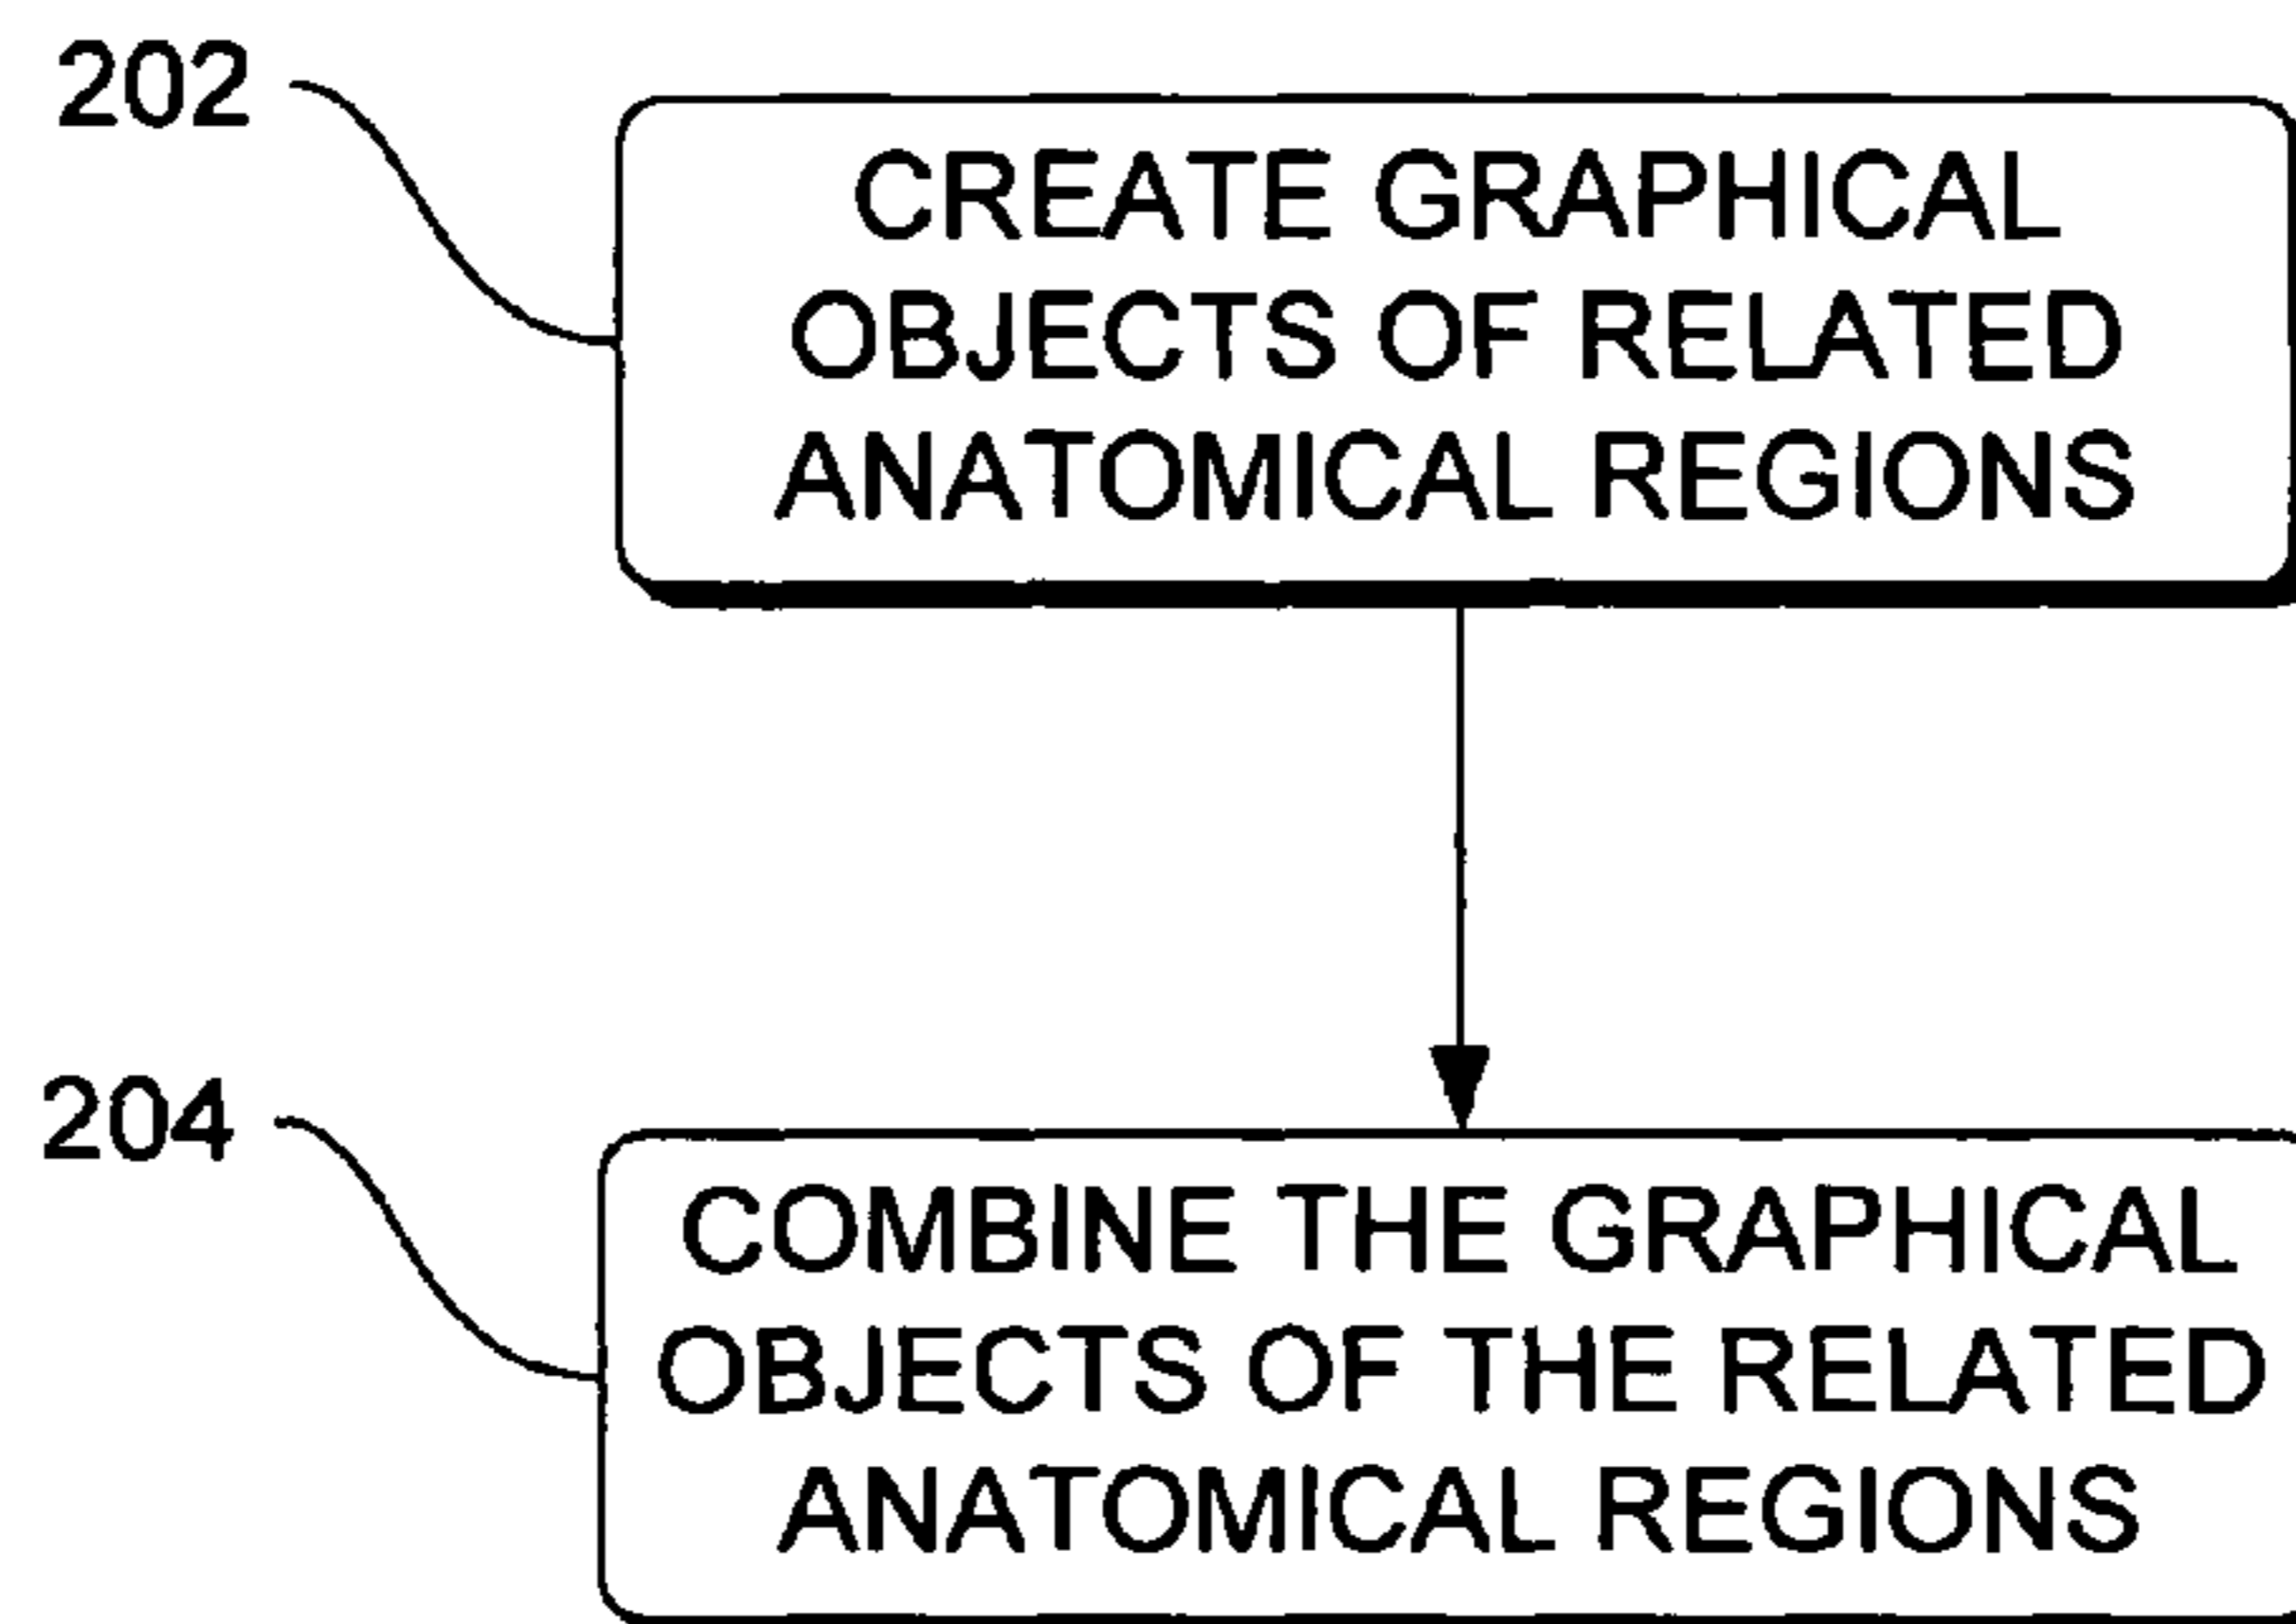 202
CREATE GRAPHICAL
OBJECTS OF RELATED
ANATOMICAL REGIONS
204
COMBINE THE GRAPHICAL
OBJECTS OF THE RELATED
ANATOMICAL REGIONS